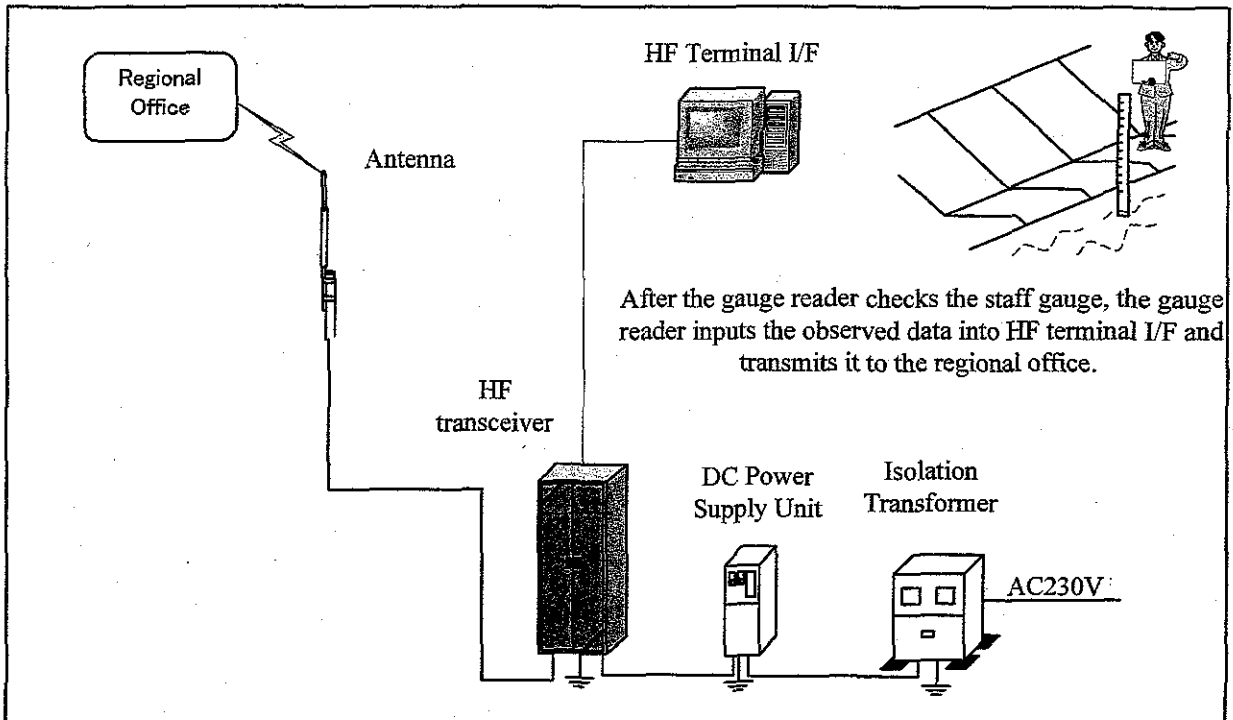 Regional
Office
Antenna
HF Terminal I/F
After the gauge reader checks the staff gauge, the gauge
reader inputs the observed data into HF terminal I/F and
transmits it to the regional office.
HF
transceiver
DC Power
Supply Unit
Isolation
Transformer
AC230V